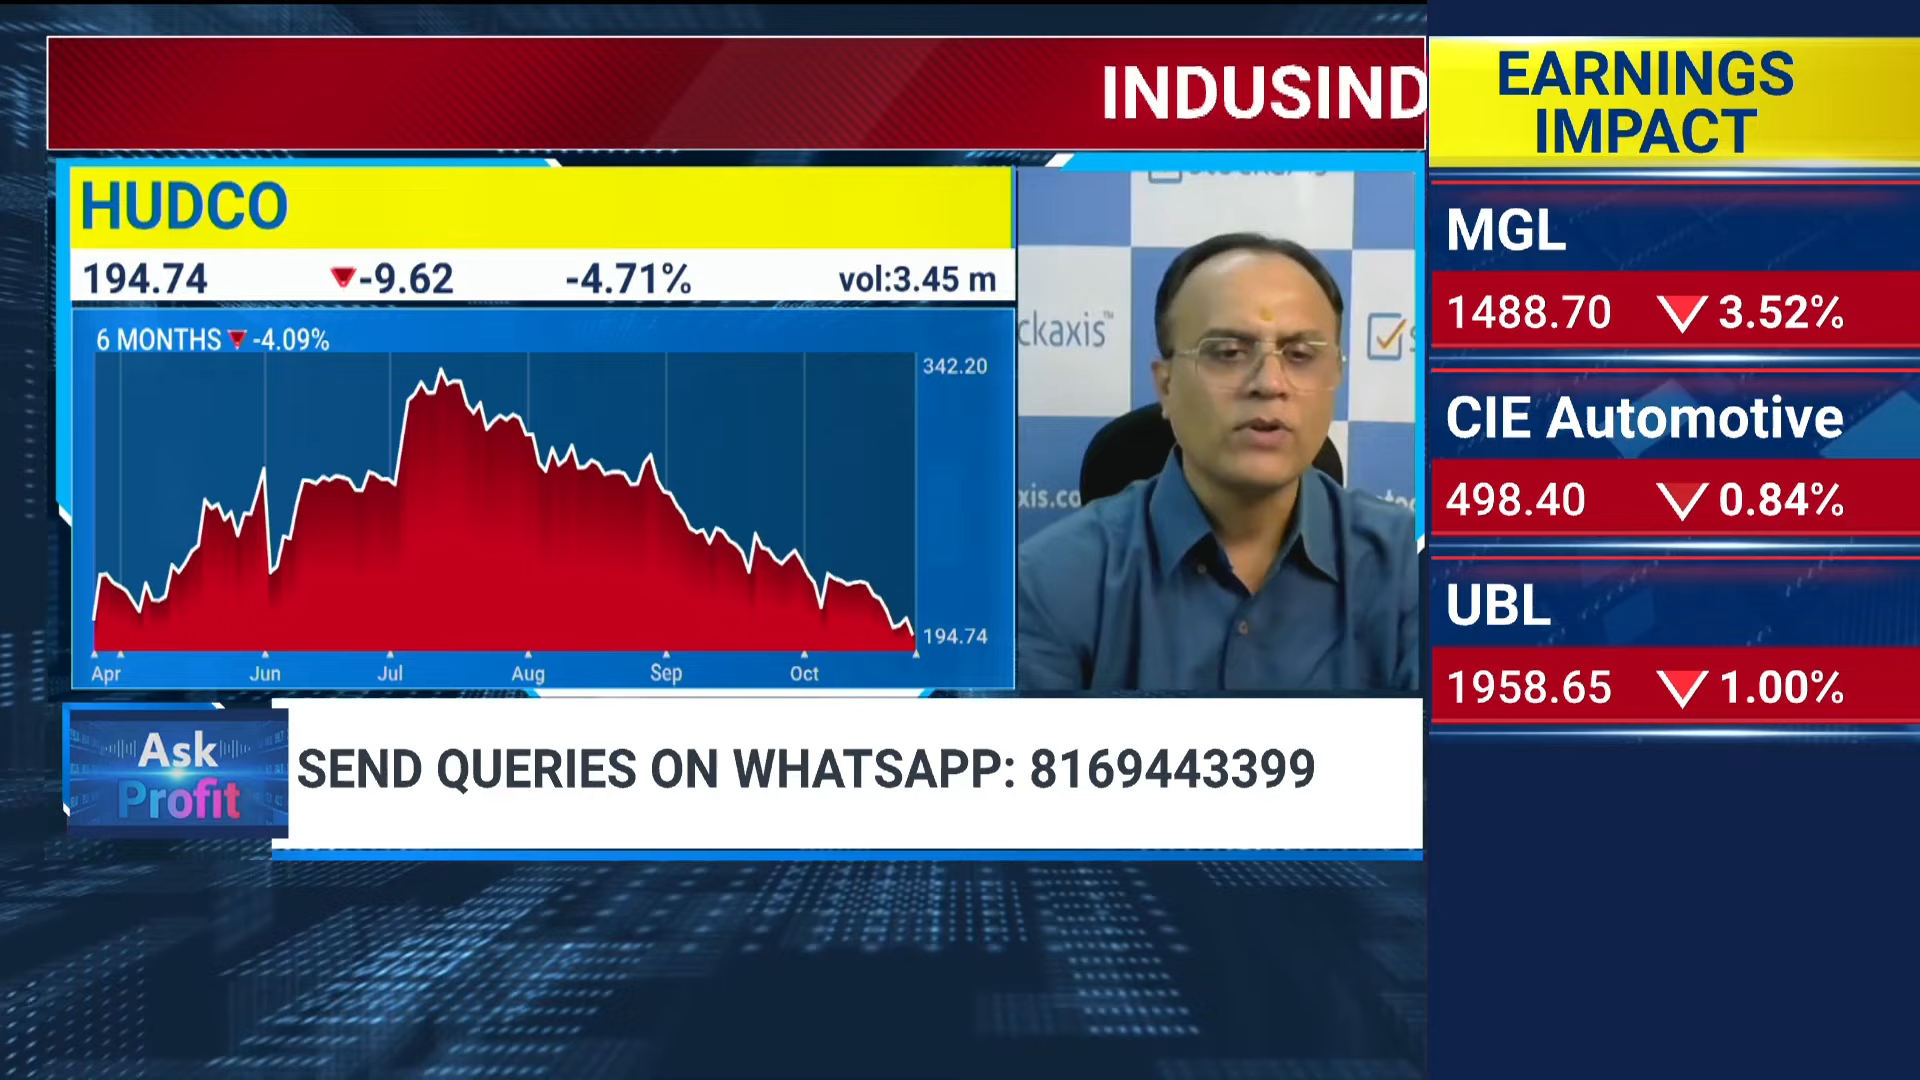 INDUSIND
EARNINGS
IMPACT
HUDCO
194.74 -9.62 -4.71% vol:3.45 m
6 MONTHS -4.09%
342.20
194.74
Apr Jun Jul Aug Sep Oct
ckaxis™
xis.co
MGL
1488.70 3.52%
CIE Automotive
498.40 0.84%
UBL
1958.65 1.00%
Ask
Profit
SEND QUERIES ON WHATSAPP: 8169443399